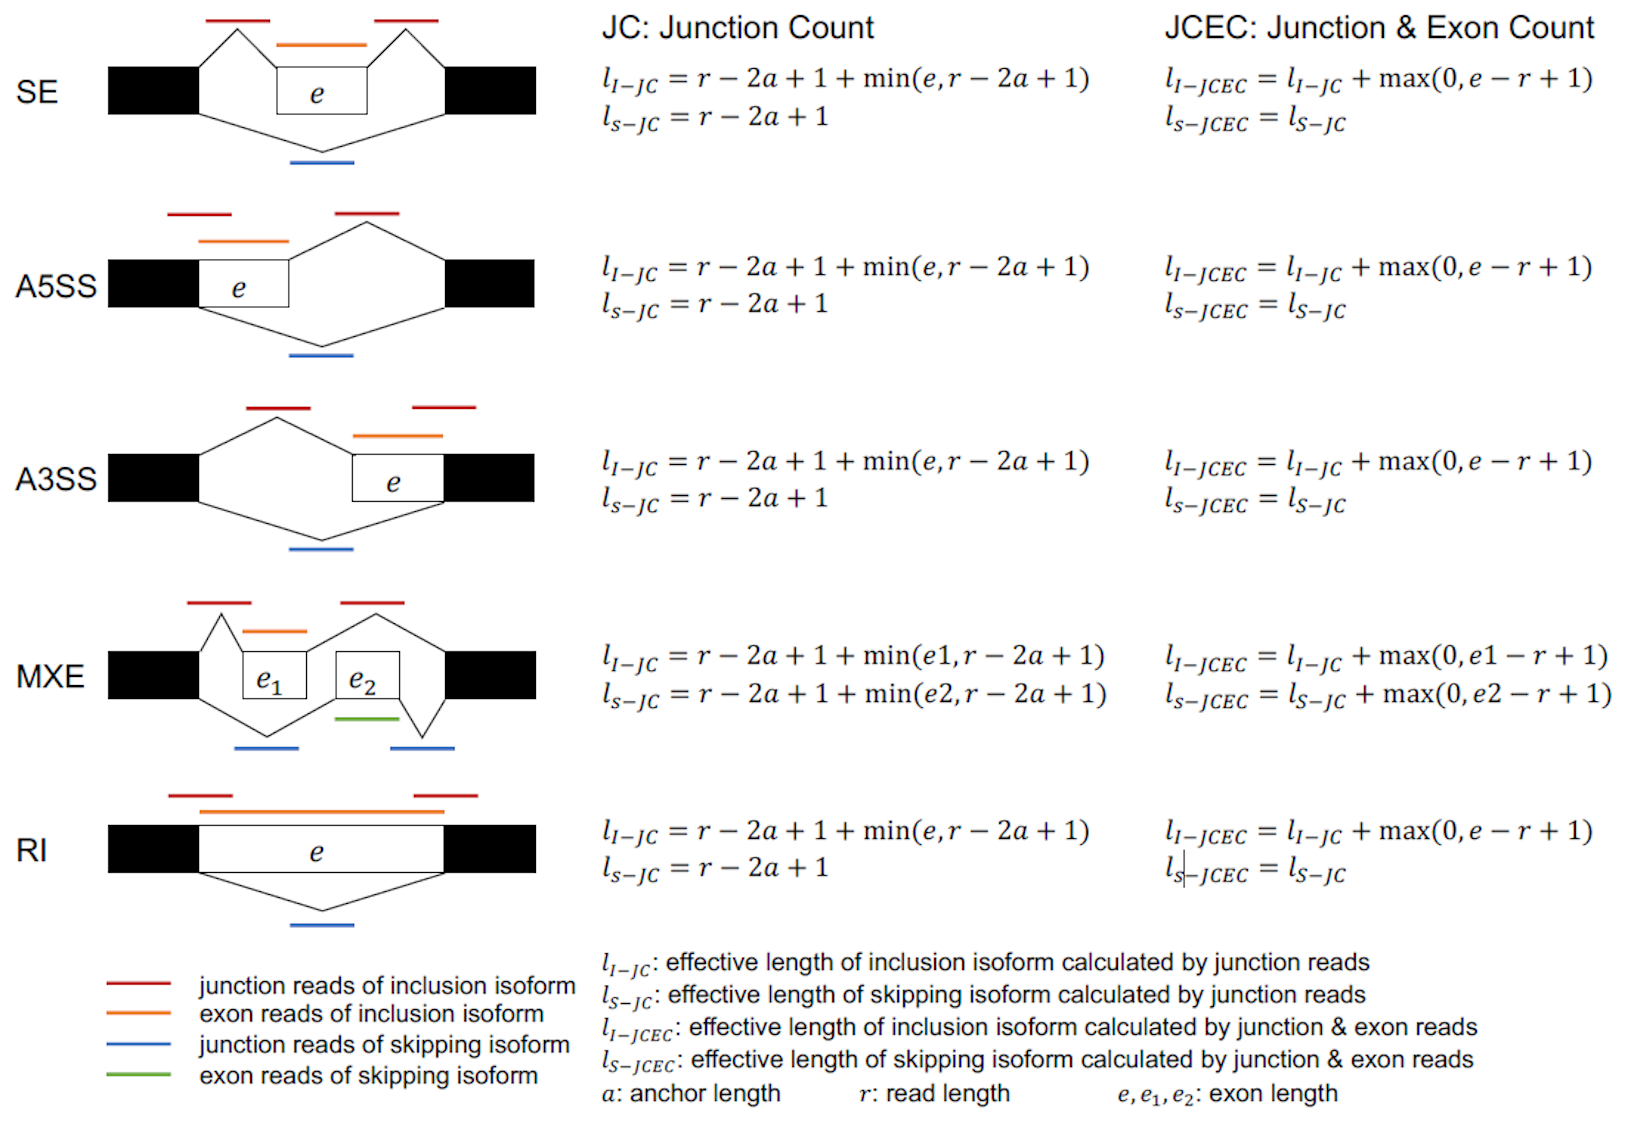 JC: Junction Count JCEC: Junction & Exon Count
SE e l_{I−JC} = r − 2a + 1 + min(e, r − 2a + 1) l_{I−JCEC} = l_{I−JC} + max(0, e − r + 1)
l_{s−JC} = r − 2a + 1 l_{s−JCEC} = l_{S−JC}
A5SS e l_{I−JC} = r − 2a + 1 + min(e, r − 2a + 1) l_{I−JCEC} = l_{I−JC} + max(0, e − r + 1)
l_{s−JC} = r − 2a + 1 l_{s−JCEC} = l_{S−JC}
A3SS e l_{I−JC} = r − 2a + 1 + min(e, r − 2a + 1) l_{I−JCEC} = l_{I−JC} + max(0, e − r + 1)
l_{s−JC} = r − 2a + 1 l_{s−JCEC} = l_{S−JC}
MXE e₁ e₂ l_{I−JC} = r − 2a + 1 + min(e1, r − 2a + 1) l_{I−JCEC} = l_{I−JC} + max(0, e1 − r + 1)
l_{s−JC} = r − 2a + 1 + min(e2, r − 2a + 1) l_{s−JCEC} = l_{S−JC} + max(0, e2 − r + 1)
RI e l_{I−JC} = r − 2a + 1 + min(e, r − 2a + 1) l_{I−JCEC} = l_{I−JC} + max(0, e − r + 1)
l_{s−JC} = r − 2a + 1 l_{s−JCEC} = l_{S−JC}
junction reads of inclusion isoform
exon reads of inclusion isoform
junction reads of skipping isoform
exon reads of skipping isoform
l_{I−JC}: effective length of inclusion isoform calculated by junction reads
l_{S−JC}: effective length of skipping isoform calculated by junction reads
l_{I−JCEC}: effective length of inclusion isoform calculated by junction & exon reads
l_{S−JCEC}: effective length of skipping isoform calculated by junction & exon reads
a: anchor length r: read length e, e₁, e₂: exon length